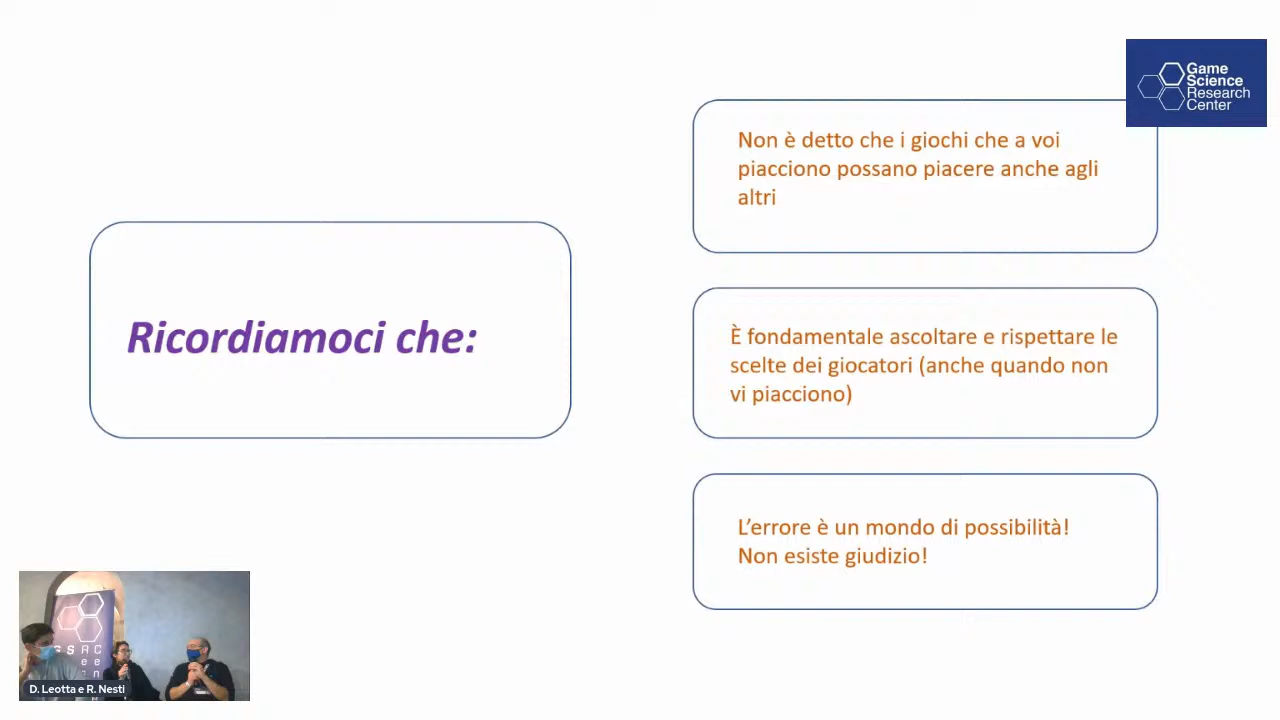 Game
Science
Research
Center
Non è detto che i giochi che a voi
piacciono possano piacere anche agli
altri
Ricordiamoci che:
È fondamentale ascoltare e rispettare le
scelte dei giocatori (anche quando non
vi piacciono)
L’errore è un mondo di possibilità!
Non esiste giudizio!
D. Leotta e R. Nesti